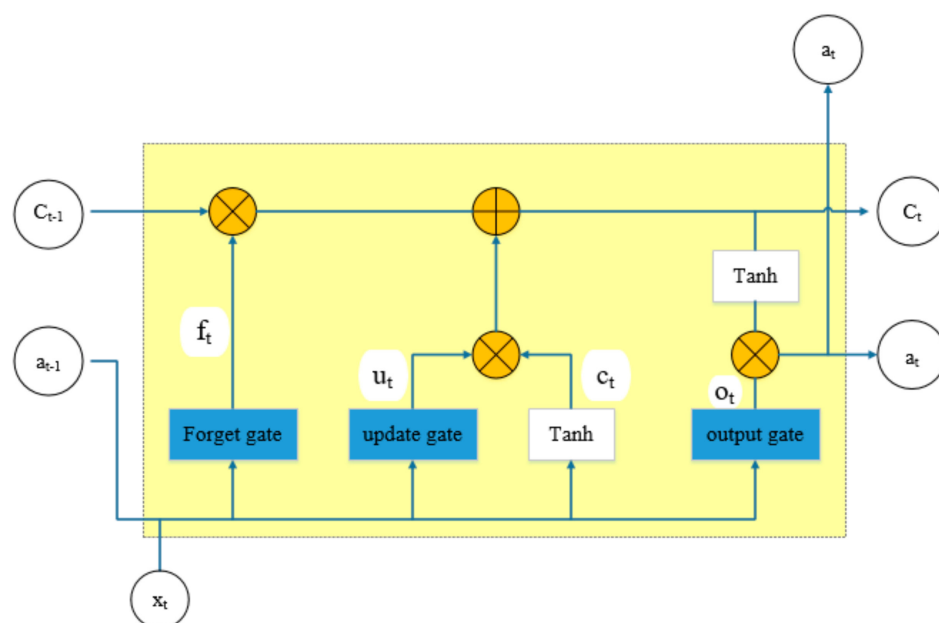 aₜ
Cₜ₋₁
Cₜ
Tanh
fₜ
aₜ₋₁
uₜ
cₜ
aₜ
oₜ
Forget gate
update gate
Tanh
output gate
xₜ